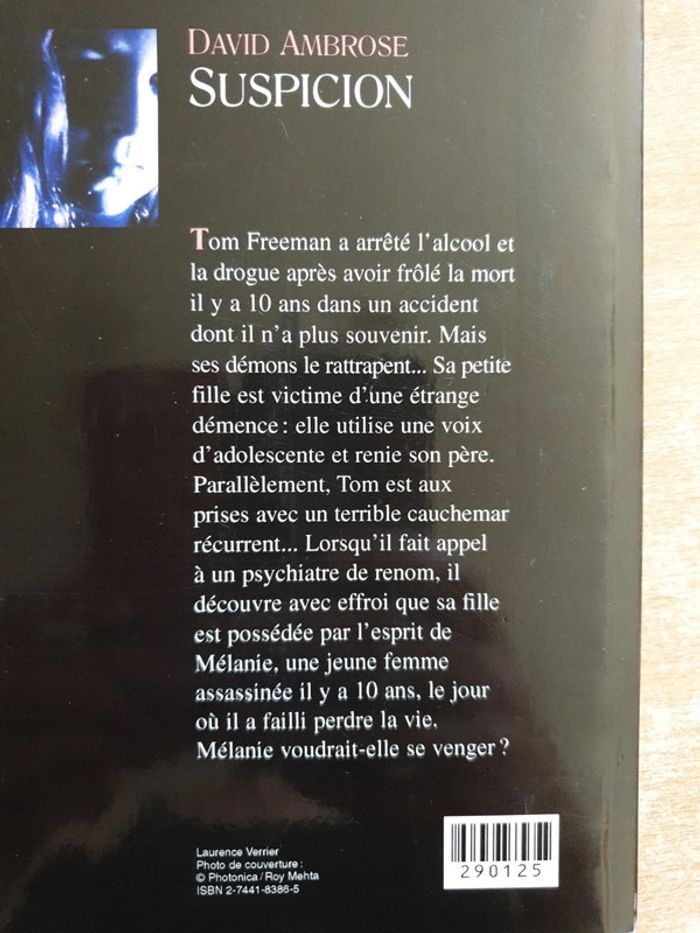 DAVID AMBROSE
SUSPICION
Tom Freeman a arrêté l'alcool et
la drogue après avoir frôlé la mort
il y a 10 ans dans un accident
dont il n'a plus souvenir. Mais
ses démons le rattrapent... Sa petite
fille est victime d'une étrange
démence : elle utilise une voix
d'adolescente et renie son père.
Parallèlement, Tom est aux
prises avec un terrible cauchemar
récurrent... Lorsqu'il fait appel
à un psychiatre de renom, il
découvre avec effroi que sa fille
est possédée par l'esprit de
Mélanie, une jeune femme
assassinée il y a 10 ans, le jour
où il a failli perdre la vie.
Mélanie voudrait-elle se venger ?
Laurence Verrier
Photo de couverture :
© Photonica / Roy Mehta
ISBN 2-7441-8386-5
290125